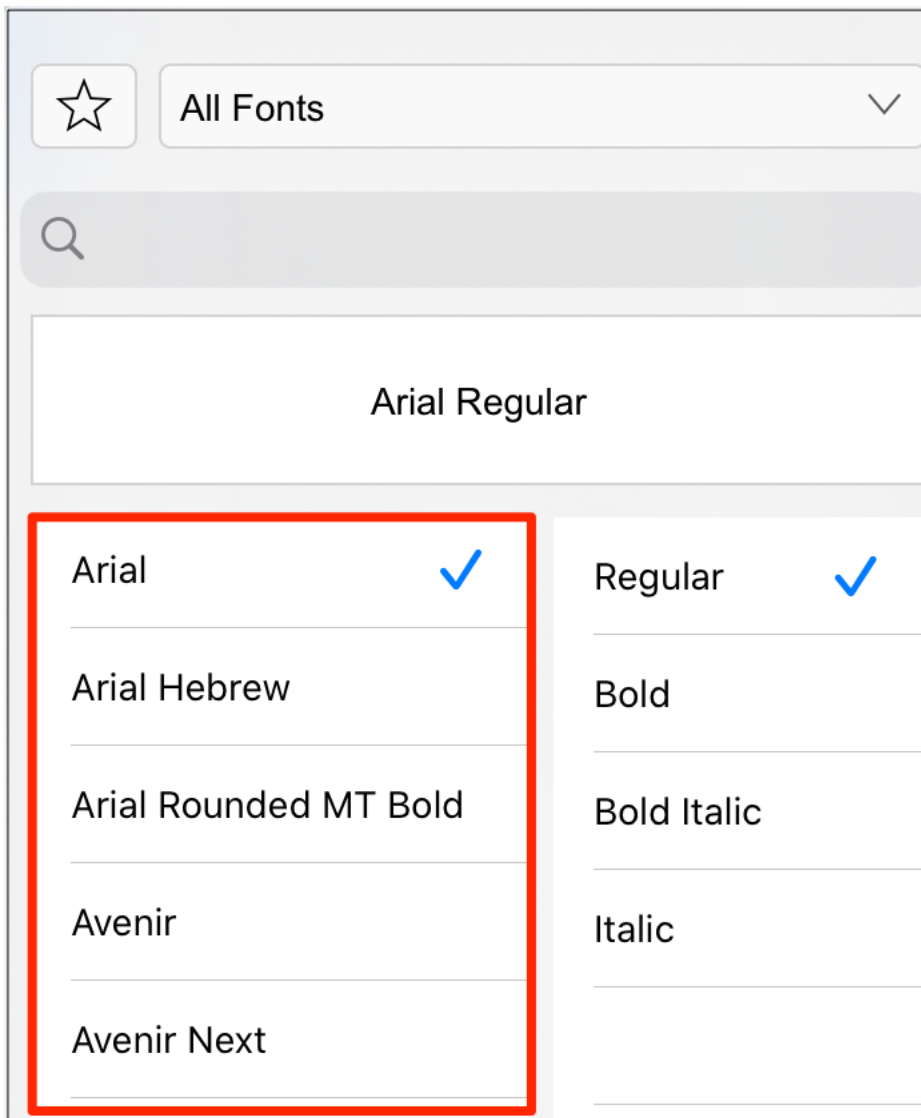 All Fonts
Arial Regular
Arial
Arial Hebrew
Arial Rounded MT Bold
Avenir
Avenir Next
Regular
Bold
Bold Italic
Italic